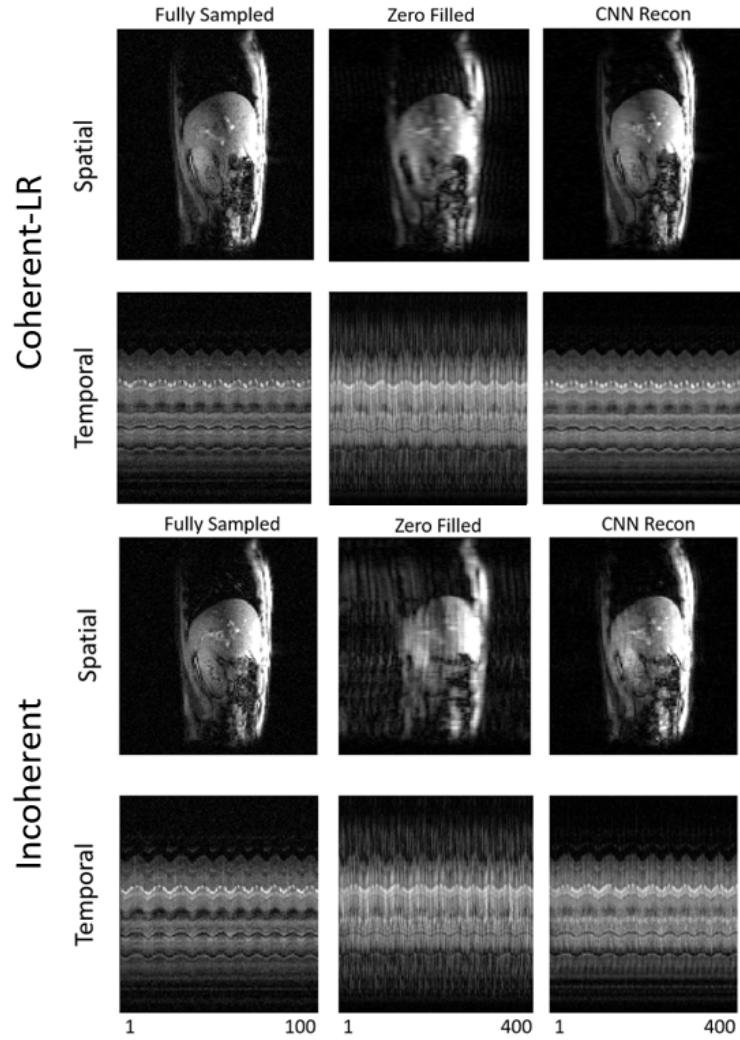 Fully Sampled Zero Filled CNN Recon
Coherent-LR
Spatial
Temporal
Fully Sampled Zero Filled CNN Recon
Incoherent
Spatial
Temporal
1 100 1 400 1 400